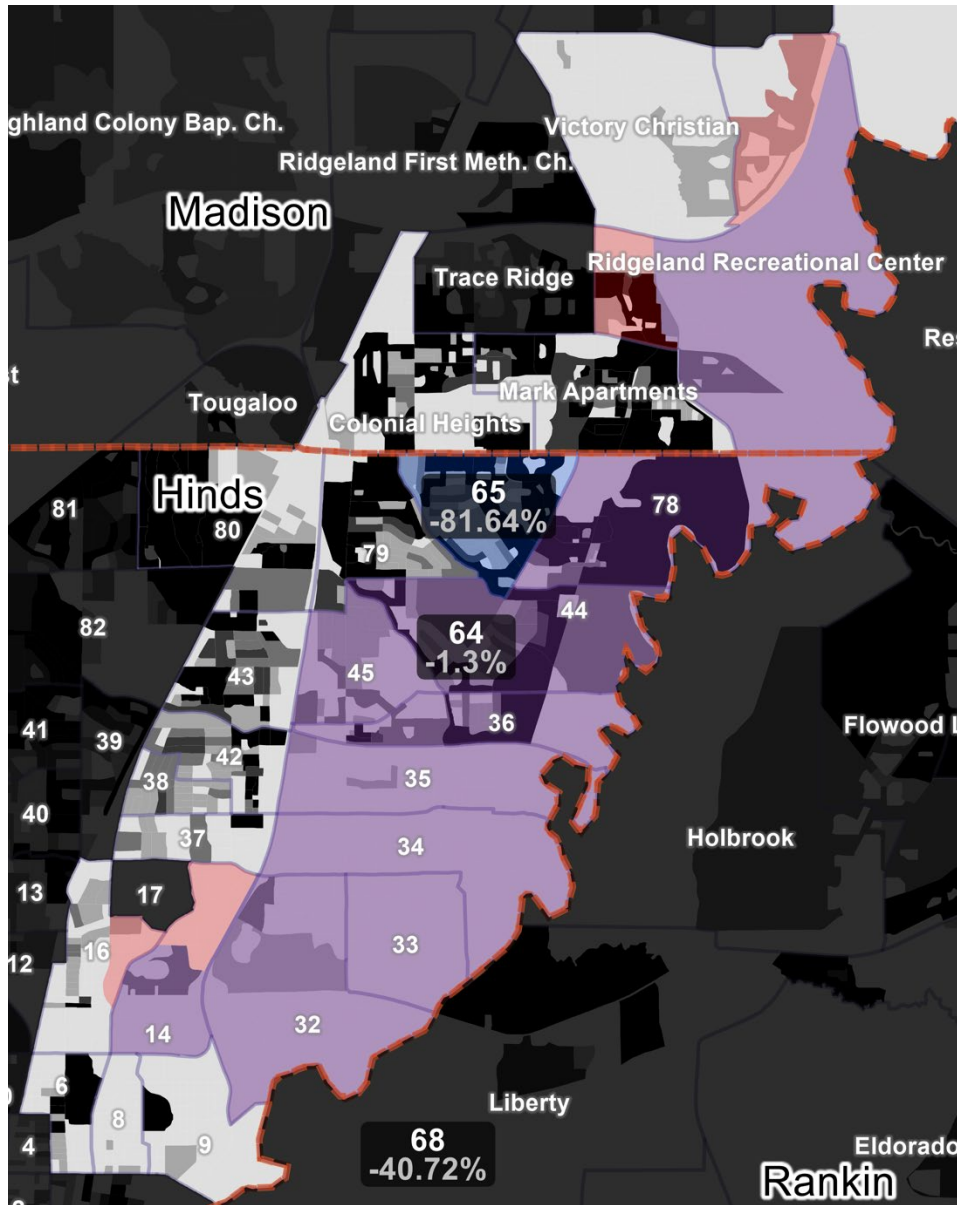 ghland Colony Bap. Ch.
Victory Christian
Ridgeland First Meth. Ch.
Madison
Ridgeland Recreational Center
Trace Ridge
Res
st
Mark Apartments
Tougaloo
Colonial Heights
Hinds
65
-81.64%
81
80
78
79
44
82
64
-1.3%
45
43
36
41
39
Flowood L
42
35
38
40
37
34
Holbrook
13
17
33
16
12
32
14
6
Liberty
8
68
-40.72%
4
9
Eldorado
Rankin